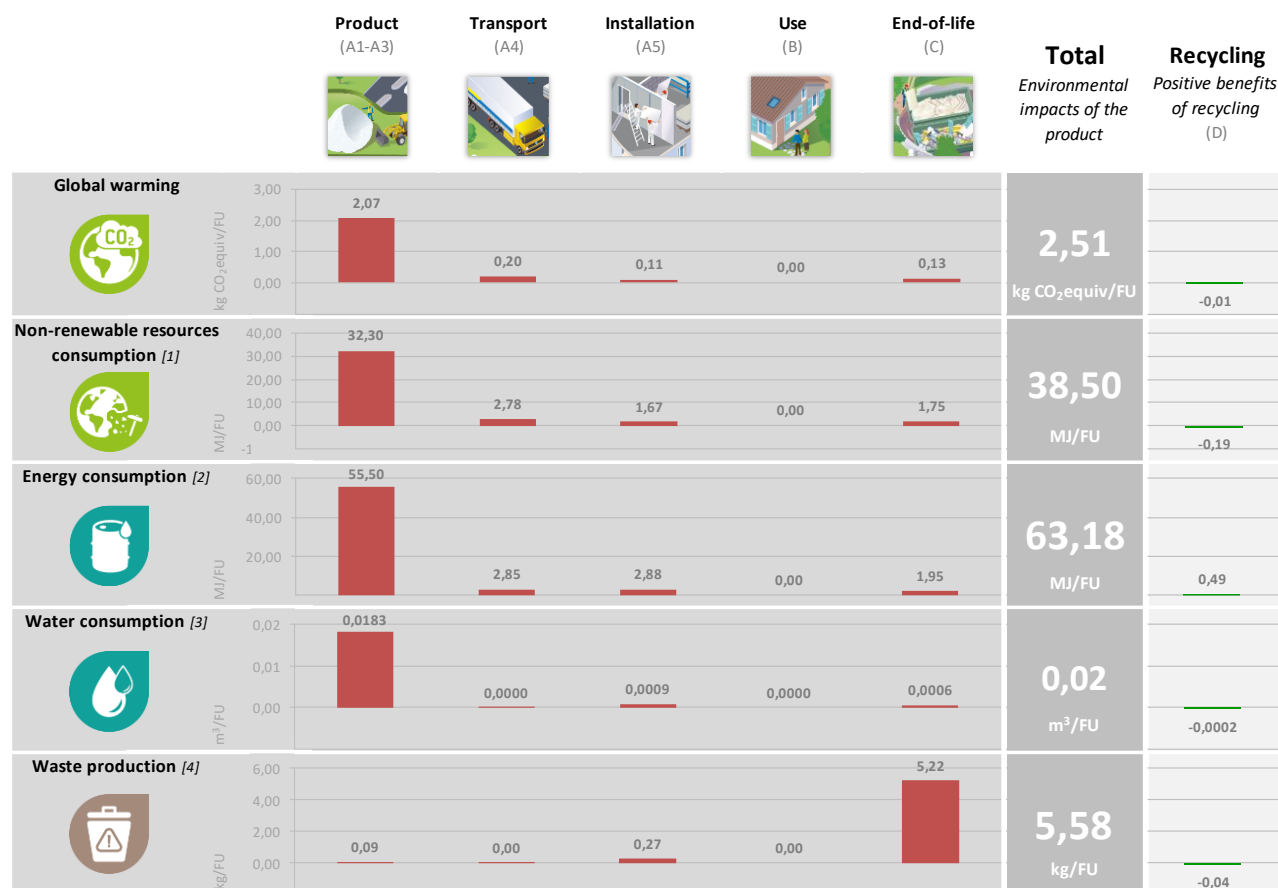 Product
(A1-A3)
Transport
(A4)
Installation
(A5)
Use
(B)
End-of-life
(C)
Total
Environmental
impacts of the
product
Recycling
Positive benefits
of recycling
(D)
Global warming
CO2
kg CO2equiv/FU
3,00
2,00
1,00
0,00
2,07
0,20
0,11
0,00
0,13
2,51
kg CO2equiv/FU
-0,01
Non-renewable resources
consumption [1]
MJ/FU
40,00
30,00
20,00
10,00
0,00
-1
32,30
2,78
1,67
0,00
1,75
38,50
MJ/FU
-0,19
Energy consumption [2]
MJ/FU
60,00
40,00
20,00
55,50
2,85
2,88
0,00
1,95
63,18
MJ/FU
0,49
Water consumption [3]
m³/FU
0,02
0,01
0,00
0,0183
0,0000
0,0009
0,0000
0,0006
0,02
m³/FU
-0,0002
Waste production [4]
kg/FU
6,00
4,00
2,00
0,00
0,09
0,00
0,27
0,00
5,22
5,58
kg/FU
-0,04